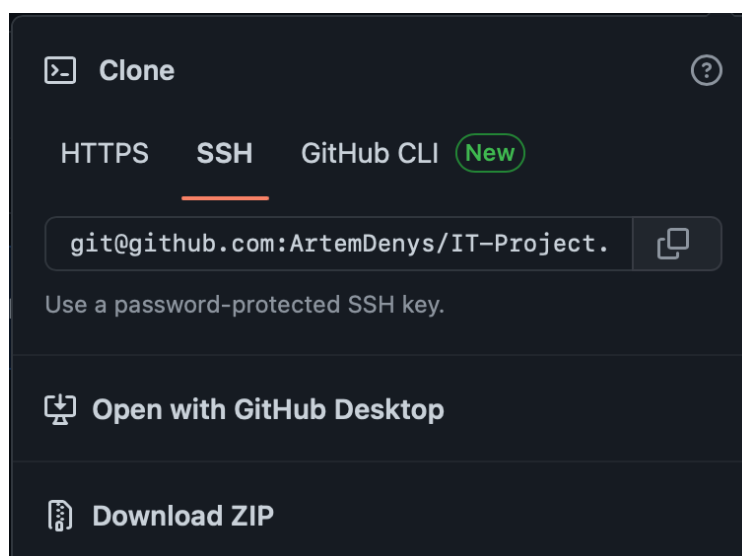 Clone
HTTPS SSH GitHub CLI New
git@github.com:ArtemDenys/IT-Project.
Use a password-protected SSH key.
Open with GitHub Desktop
Download ZIP